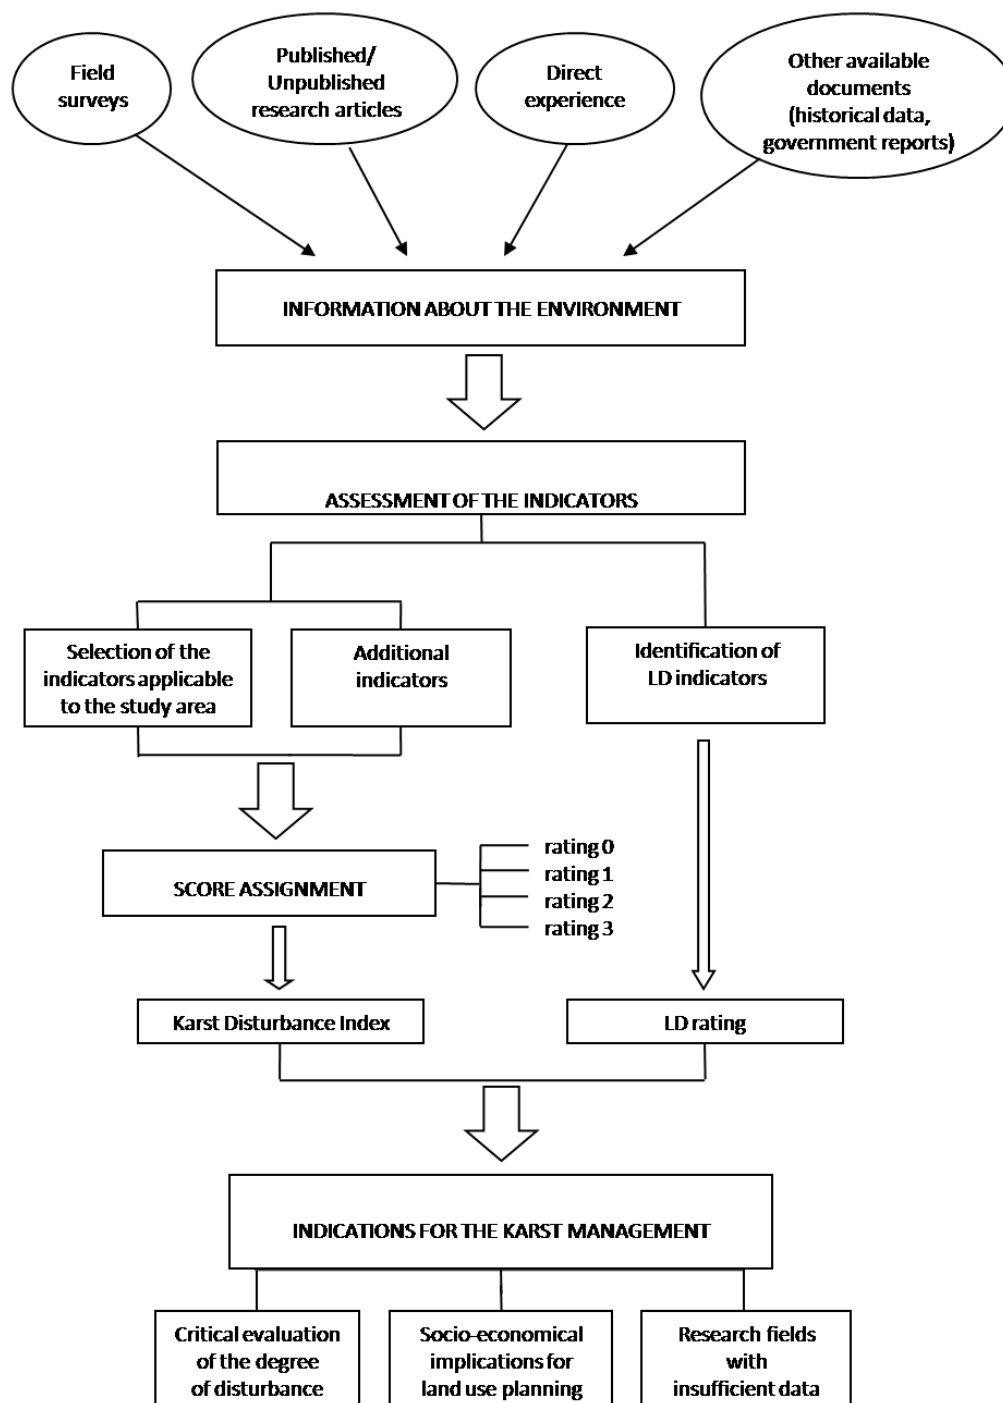 Field
surveys
Published/
Unpublished
research articles
Direct
experience
Other available
documents
(historical data,
government reports)
INFORMATION ABOUT THE ENVIRONMENT
ASSESSMENT OF THE INDICATORS
Selection of the
indicators applicable
to the study area
Additional
indicators
Identification of
LD indicators
SCORE ASSIGNMENT
rating 0
rating 1
rating 2
rating 3
Karst Disturbance Index
LD rating
INDICATIONS FOR THE KARST MANAGEMENT
Critical evaluation
of the degree
of disturbance
Socio-economical
implications for
land use planning
Research fields
with
insufficient data